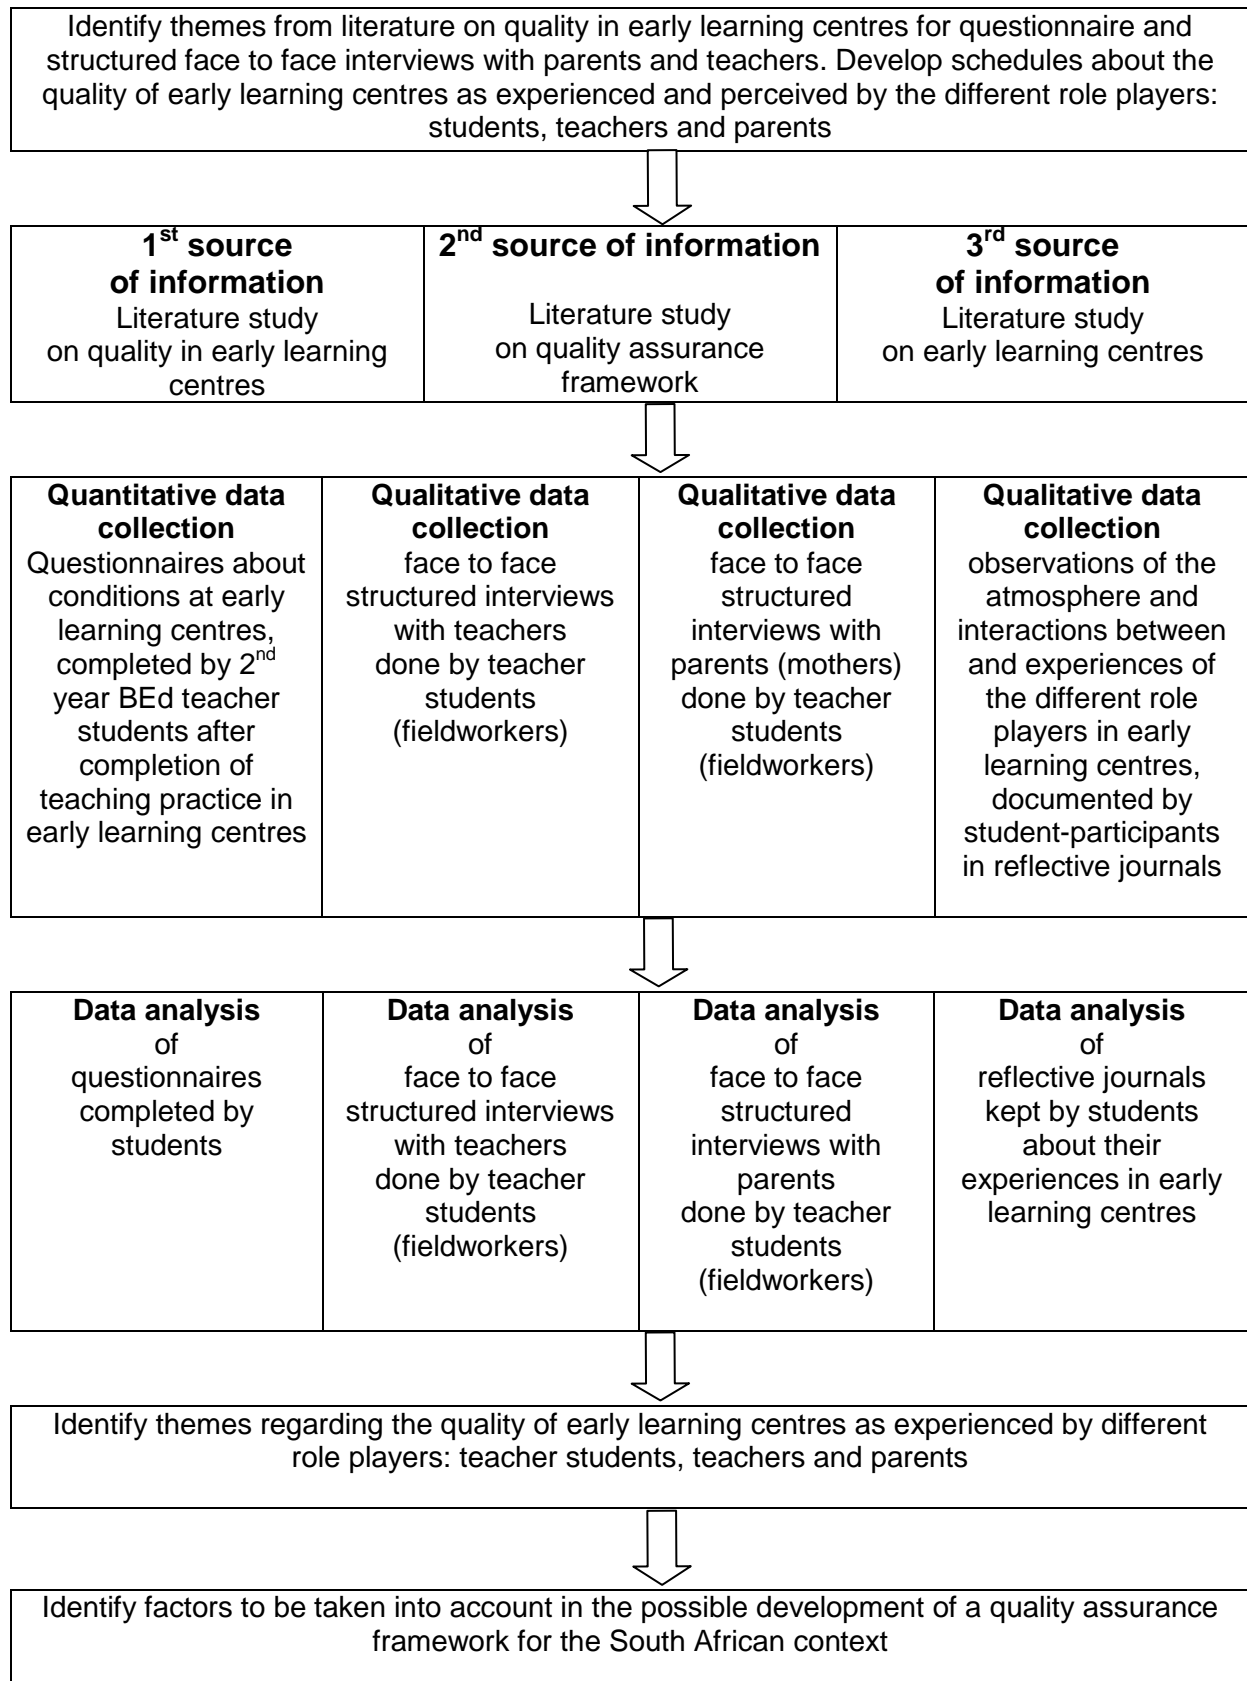 Identify themes from literature on quality in early learning centres for questionnaire and
structured face to face interviews with parents and teachers. Develop schedules about the
quality of early learning centres as experienced and perceived by the different role players:
students, teachers and parents
1st source
of information
Literature study
on quality in early learning
centres
2nd source of information
Literature study
on quality assurance
framework
3rd source
of information
Literature study
on early learning centres
Quantitative data
collection
Questionnaires about
conditions at early
learning centres,
completed by 2nd
year BEd teacher
students after
completion of
teaching practice in
early learning centres
Qualitative data
collection
face to face
structured interviews
with teachers
done by teacher
students
(fieldworkers)
Qualitative data
collection
face to face
structured
interviews with
parents (mothers)
done by teacher
students
(fieldworkers)
Qualitative data
collection
observations of the
atmosphere and
interactions between
and experiences of
the different role
players in early
learning centres,
documented by
student-participants
in reflective journals
Data analysis
of
questionnaires
completed by
students
Data analysis
of
face to face
structured interviews
with teachers
done by teacher
students
(fieldworkers)
Data analysis
of
face to face
structured
interviews with
parents
done by teacher
students
(fieldworkers)
Data analysis
of
reflective journals
kept by students
about their
experiences in early
learning centres
Identify themes regarding the quality of early learning centres as experienced by different
role players: teacher students, teachers and parents
Identify factors to be taken into account in the possible development of a quality assurance
framework for the South African context